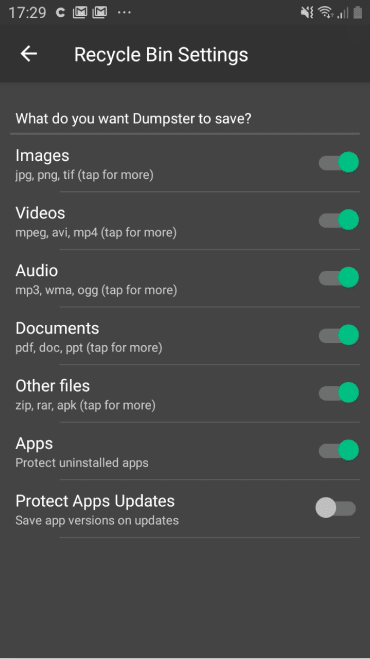 17:29 C
Recycle Bin Settings
What do you want Dumpster to save?
Images
jpg, png, tif (tap for more)
Videos
mpeg, avi, mp4 (tap for more)
Audio
mp3, wma, ogg (tap for more)
Documents
pdf, doc, ppt (tap for more)
Other files
zip, rar, apk (tap for more)
Apps
Protect uninstalled apps
Protect Apps Updates
Save app versions on updates